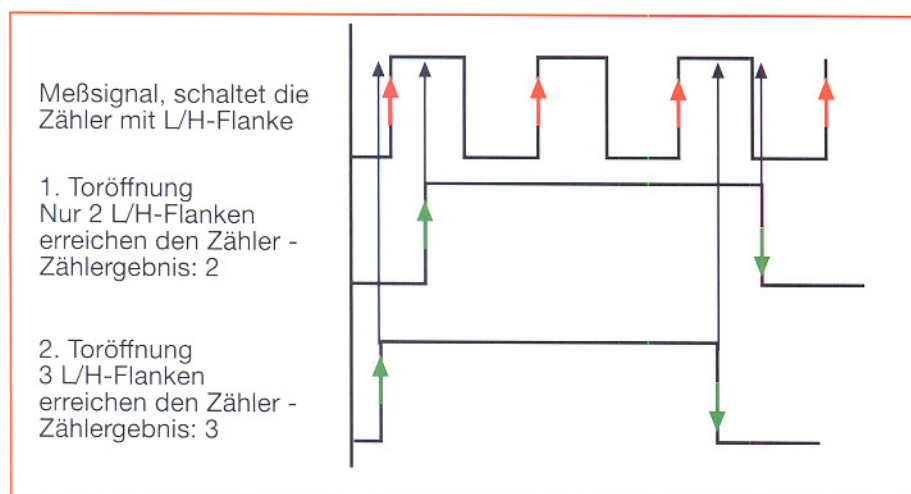 Meßsignal, schaltet die
Zähler mit L/H-Flanke
1. Toröffnung
Nur 2 L/H-Flanken
erreichen den Zähler -
Zählergebnis: 2
2. Toröffnung
3 L/H-Flanken
erreichen den Zähler -
Zählergebnis: 3